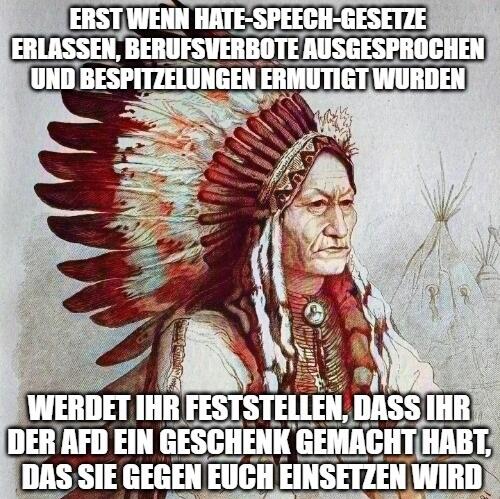 ERST WENN HATE-SPEECH-GESETZE
ERLASSEN, BERUFSVERBOTE AUSGESPROCHEN
UND BESPITZELUNGEN ERMUTIGT WURDEN
WERDET IHR FESTSTELLEN, DASS IHR
DER AFD EIN GESCHENK GEMACHT HABT,
DAS SIE GEGEN EUCH EINSETZEN WIRD